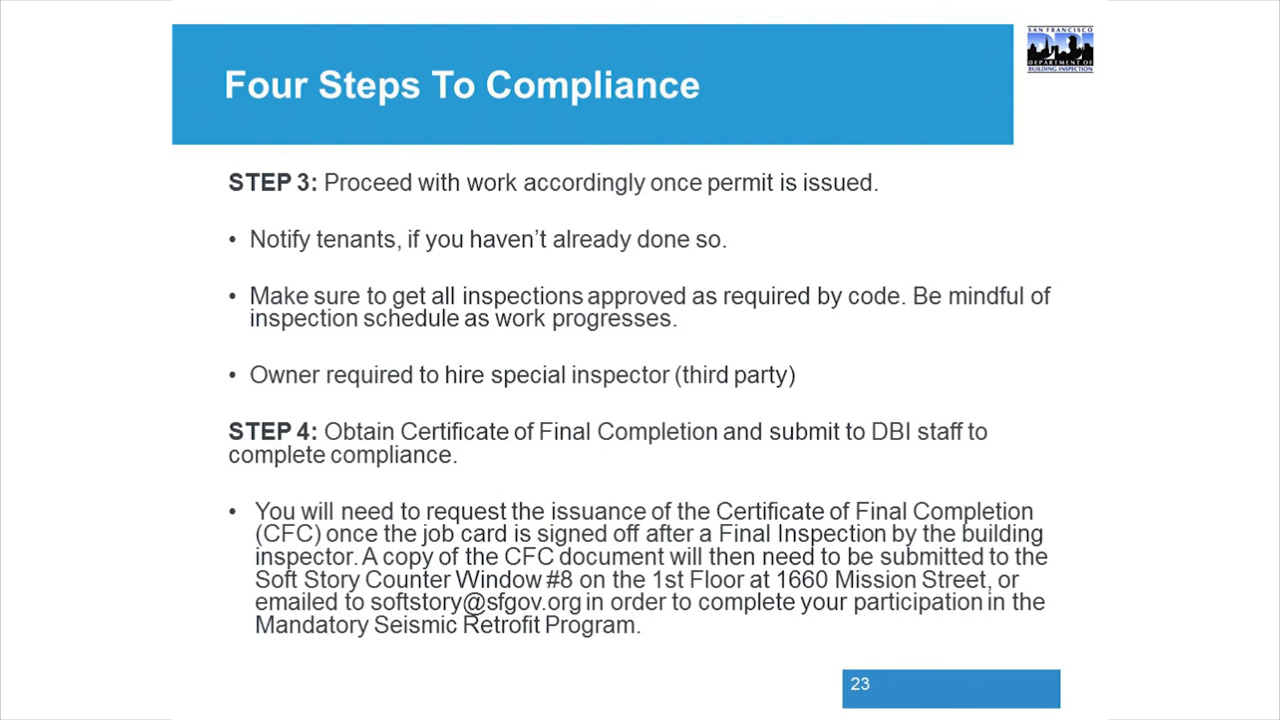 Four Steps To Compliance
SAN FRANCISCO
DEPARTMENT OF
BUILDING INSPECTION
STEP 3: Proceed with work accordingly once permit is issued.
• Notify tenants, if you haven’t already done so.
• Make sure to get all inspections approved as required by code. Be mindful of
inspection schedule as work progresses.
• Owner required to hire special inspector (third party)
STEP 4: Obtain Certificate of Final Completion and submit to DBI staff to
complete compliance.
• You will need to request the issuance of the Certificate of Final Completion
(CFC) once the job card is signed off after a Final Inspection by the building
inspector. A copy of the CFC document will then need to be submitted to the
Soft Story Counter Window #8 on the 1st Floor at 1660 Mission Street, or
emailed to softstory@sfgov.org in order to complete your participation in the
Mandatory Seismic Retrofit Program.
23